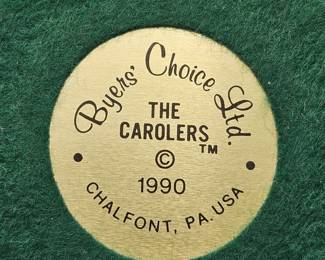 Byers' Choice Ltd.
THE
CAROLERS ™
©
1990
• CHALFONT, PA. USA •